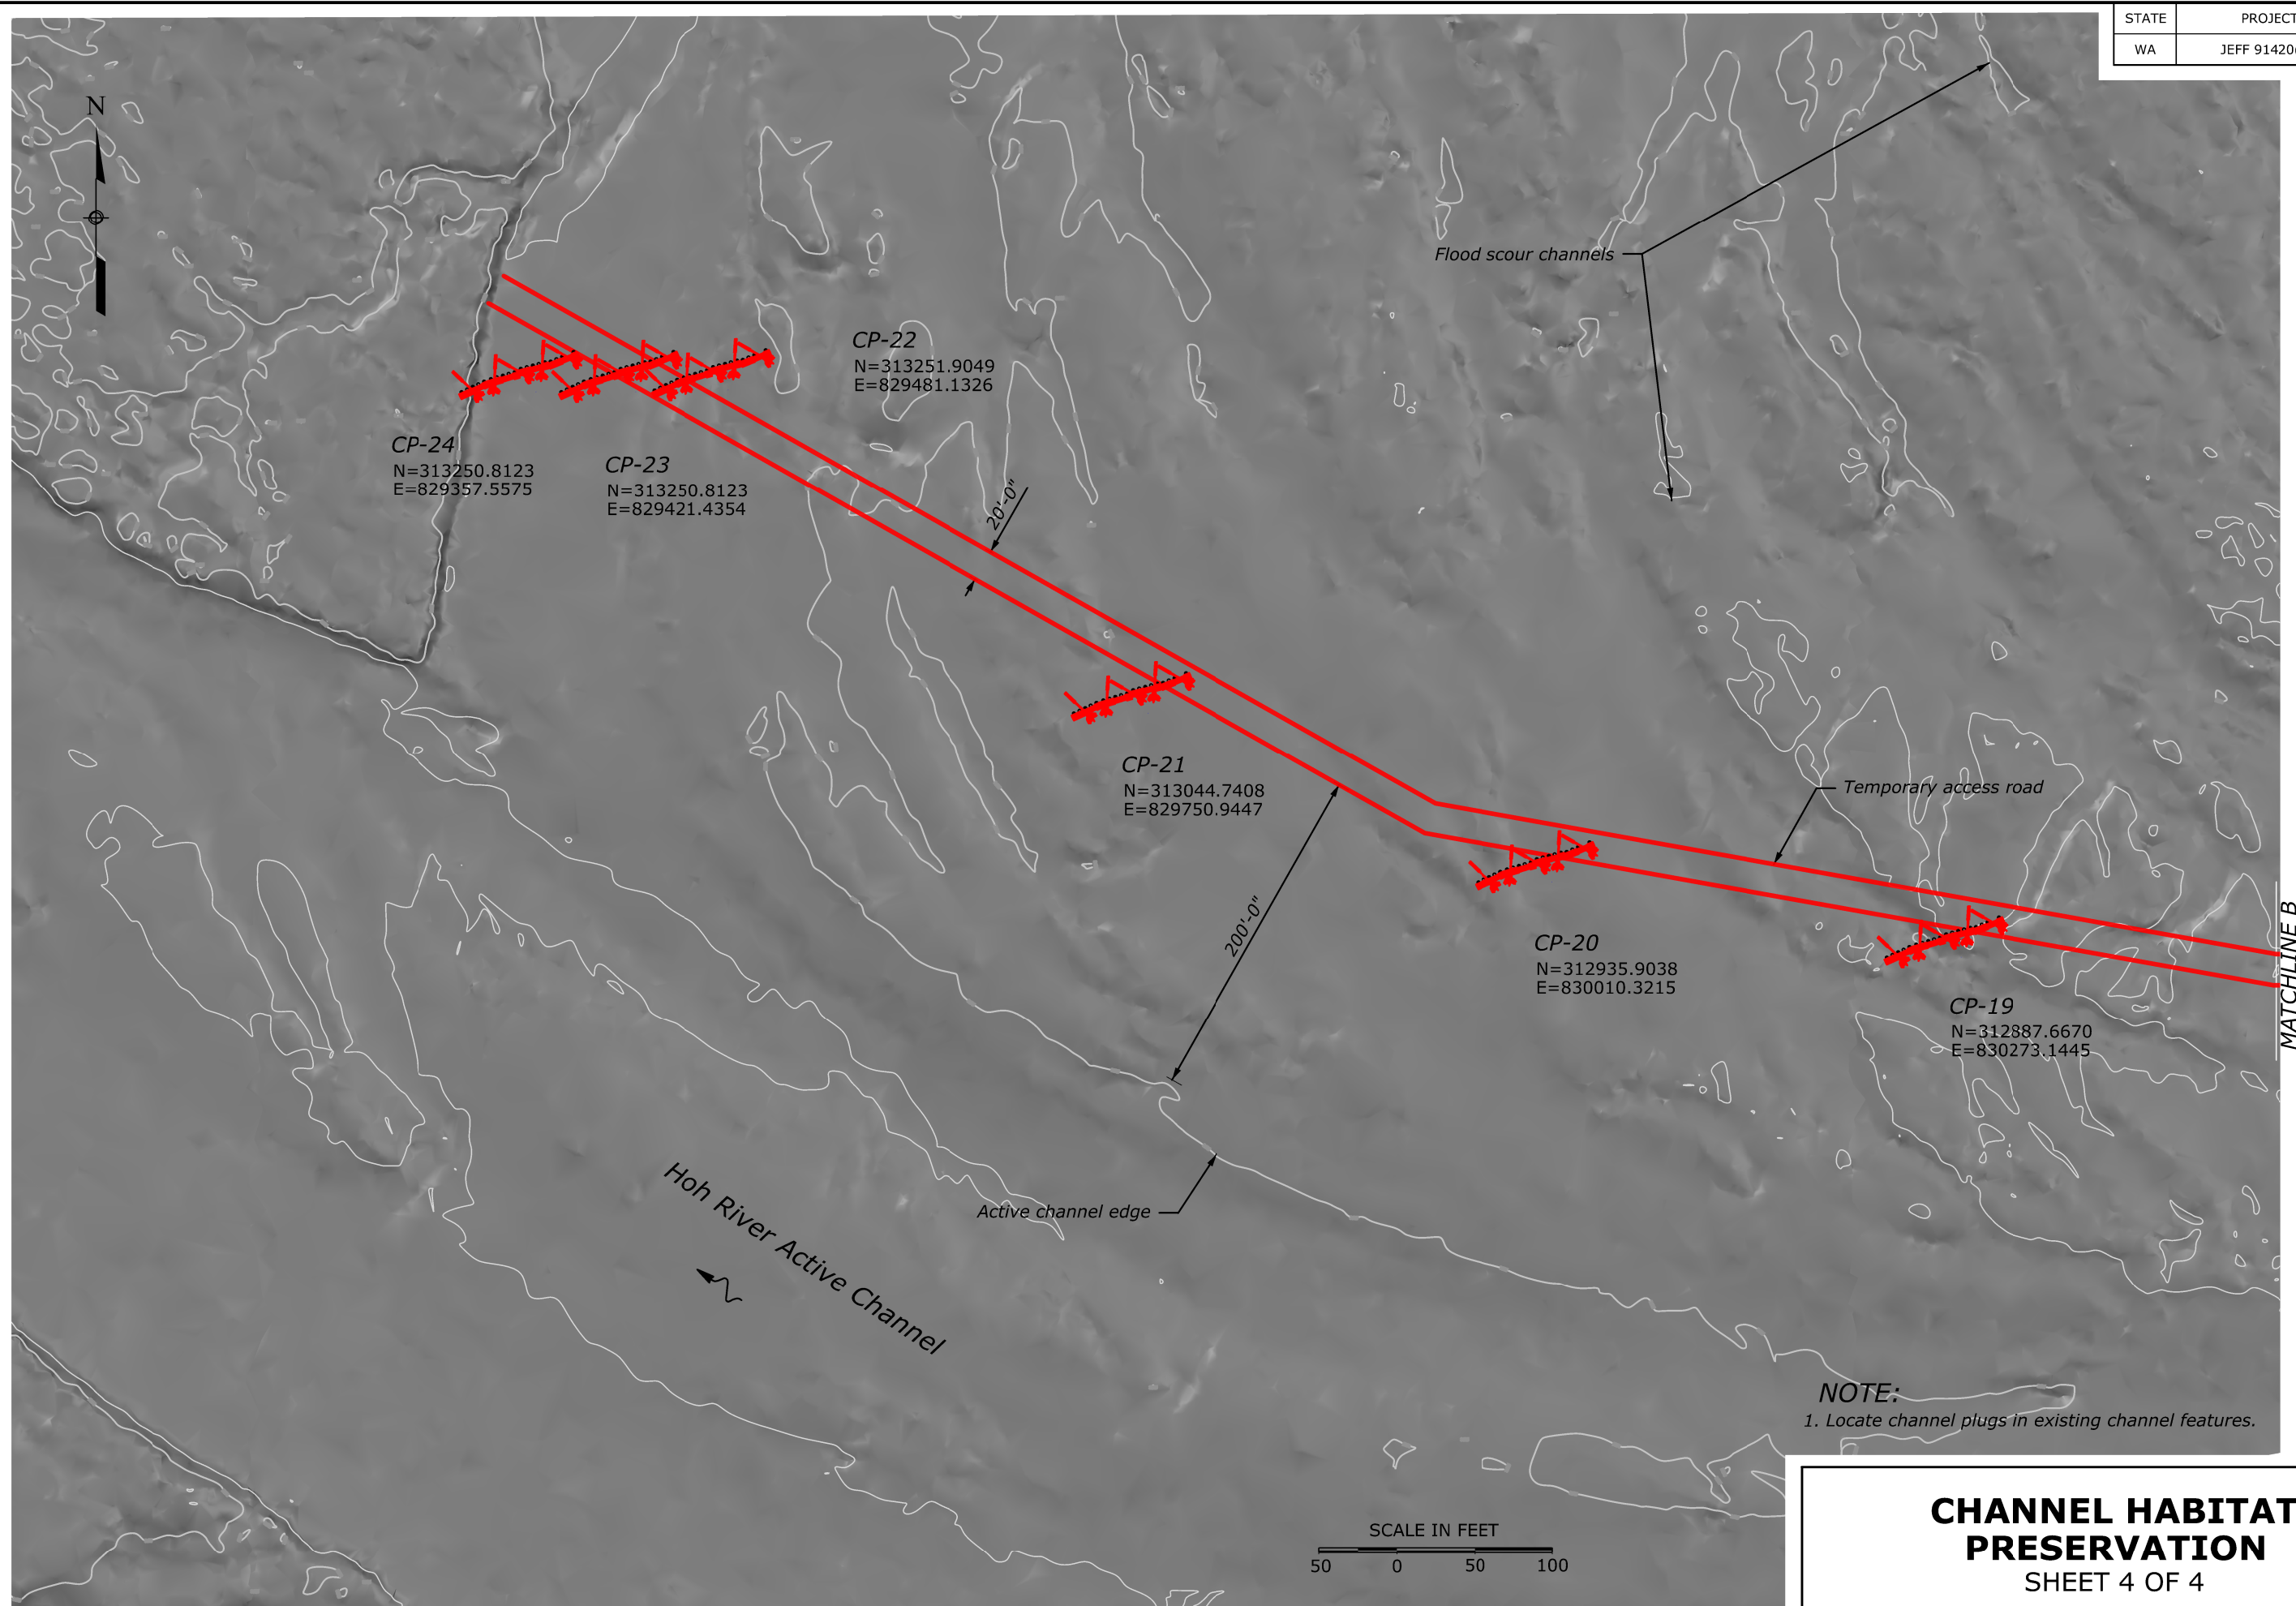 STATE PROJECT
WA
N
Flood scour channels
CP-22
N=313251.9049
E=829481.1326
CP-24
N=313250.8123
E=829357.5575
CP-23
N=313250.8123
E=829421.4354
20'-0"
CP-21
N=313044.7408
E=829750.9447
Temporary access road
200'-0"
CP-20
N=312935.9038
E=830010.3215
MATCHLINE B
CP-19
N=312887.6670
E=830273.1445
Active channel edge
Hoh River Active Channel
NOTE:
1. Locate channel plugs in existing channel features.
SCALE IN FEET
50 0 50 100
CHANNEL HABITAT
PRESERVATION
SHEET 4 OF 4